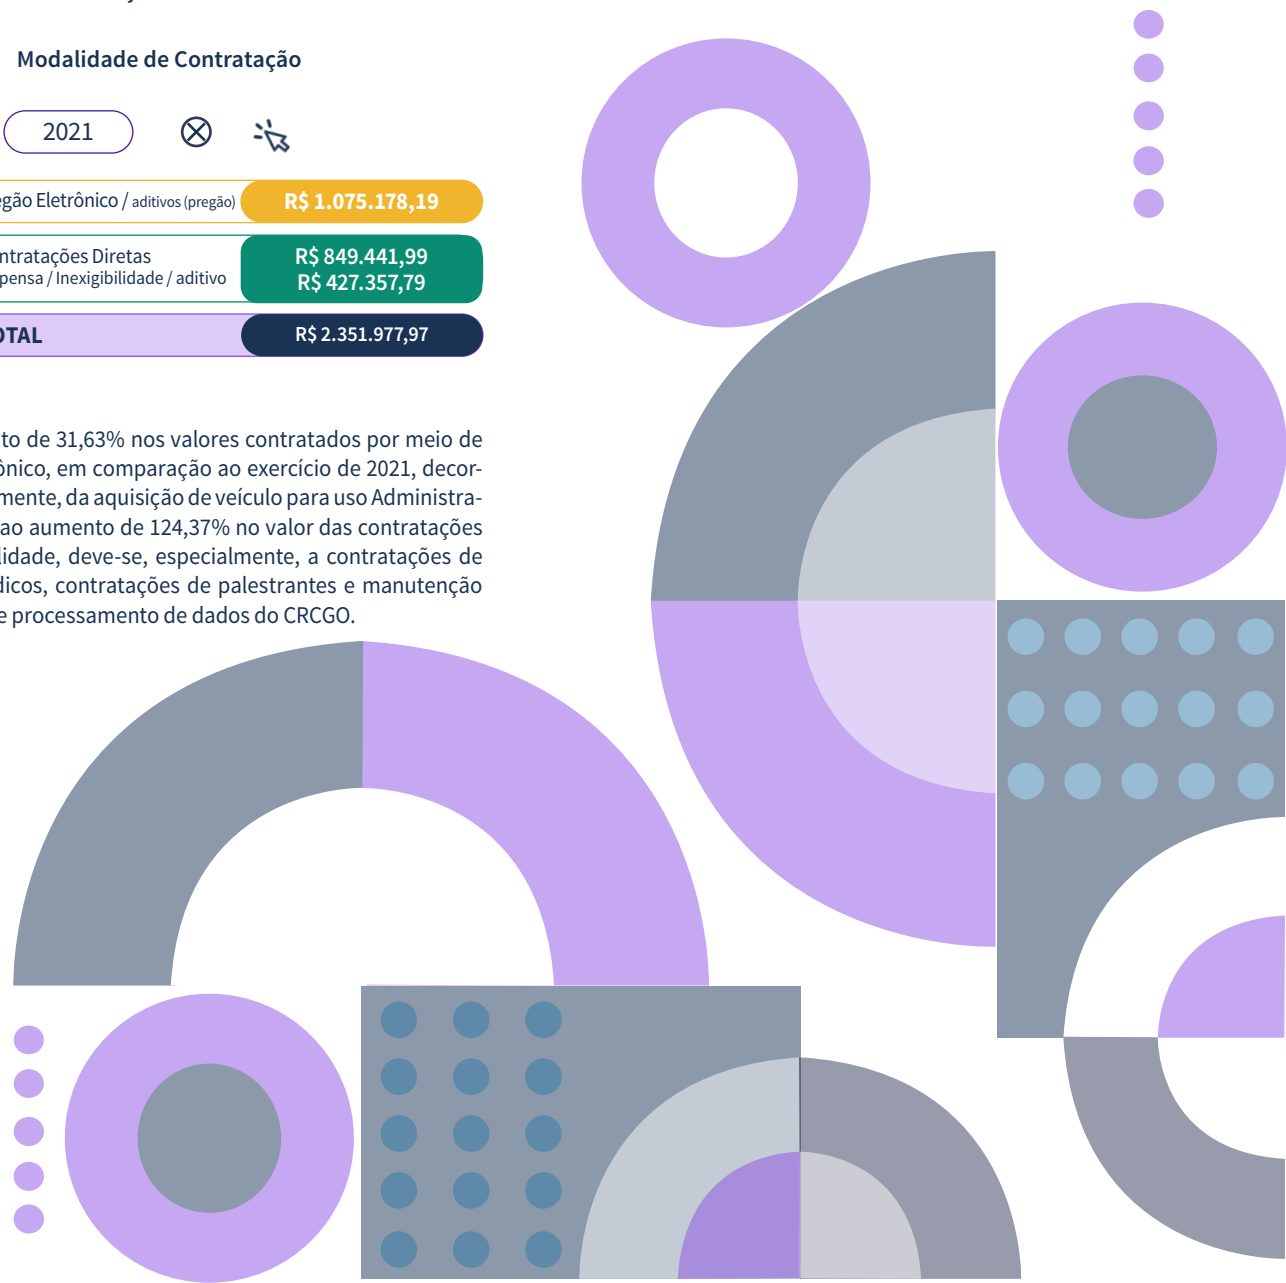 Modalidade de Contratação
2021
gão Eletrônico / aditivos (pregão) R$ 1.075.178,19
ntratações Diretas R$ 849.441,99
pensa / Inexigibilidade / aditivo R$ 427.357,79
OTAL R$ 2.351.977,97
to de 31,63% nos valores contratados por meio de
ônico, em comparação ao exercício de 2021, decor-
mente, da aquisição de veículo para uso Administra-
ao aumento de 124,37% no valor das contratações
lidade, deve-se, especialmente, a contratações de
dicos, contratações de palestrantes e manutenção
e processamento de dados do CRCGO.